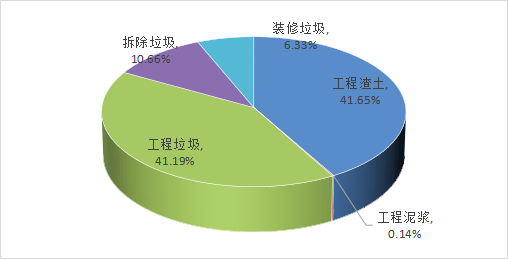 装修垃圾,
6.33%
拆除垃圾,
10.66%
工程渣土,
41.65%
工程垃圾,
41.19%
工程泥浆,
0.14%